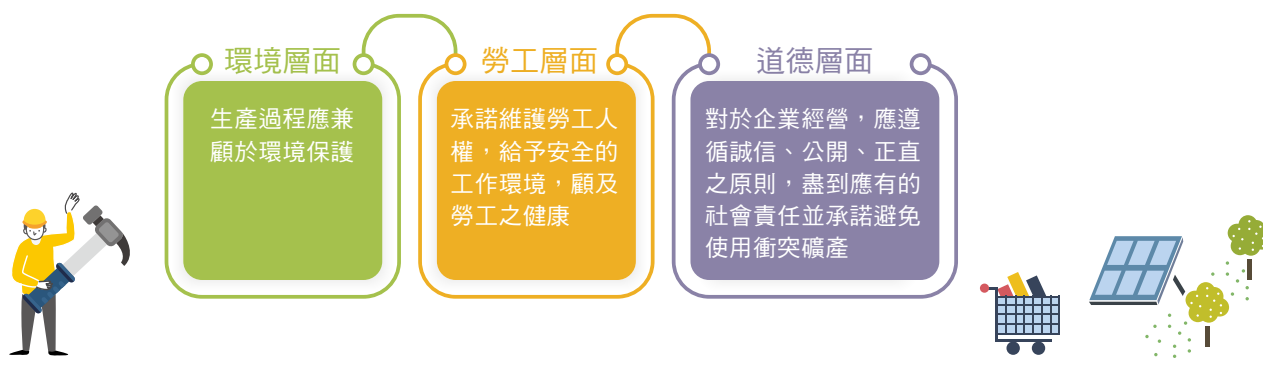 環境層面
生產過程應兼
顧於環境保護
勞工層面
承諾維護勞工人
權，給予安全的
工作環境，顧及
勞工之健康
道德層面
對於企業經營，應遵
循誠信、公開、正直
之原則，盡到應有的
社會責任並承諾避免
使用衝突礦產